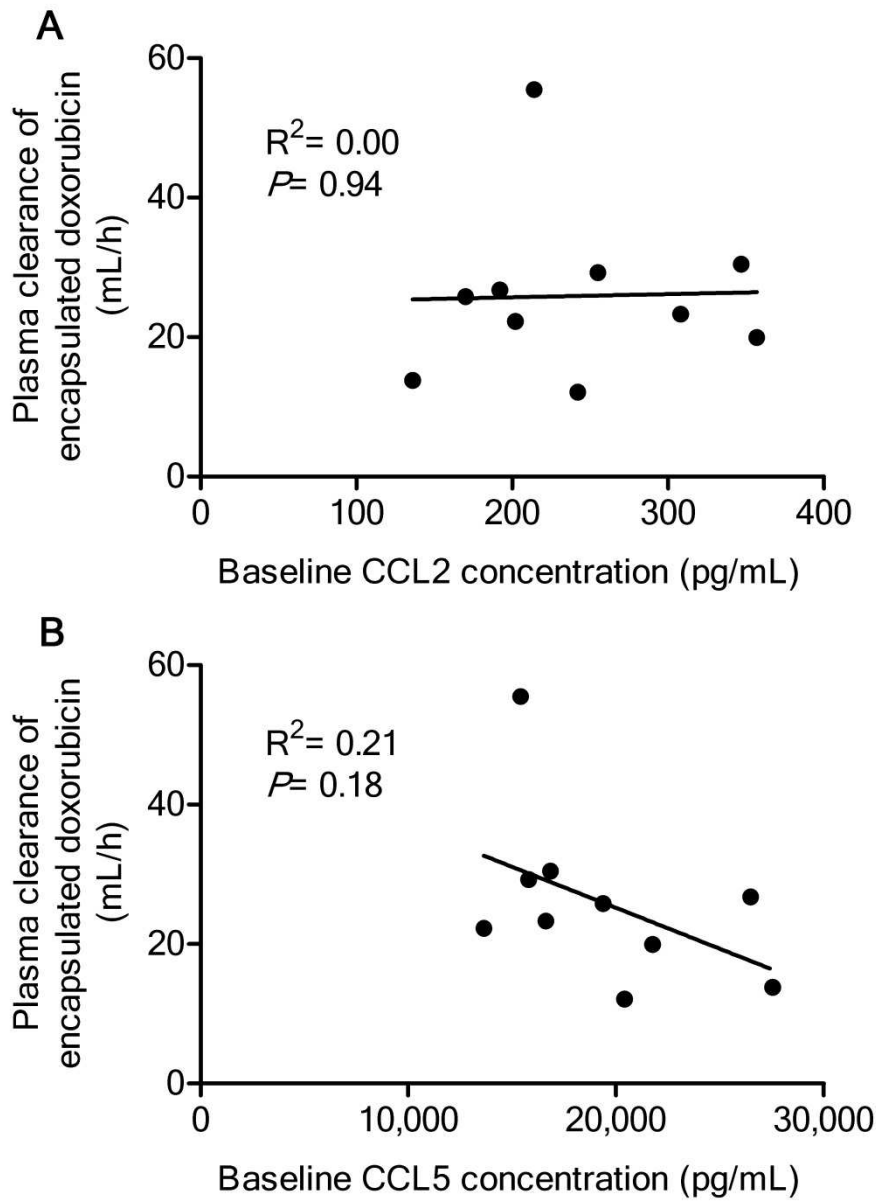 A
60
40
20
0
Plasma clearance of
encapsulated doxorubicin
(mL/h)
R²= 0.00
P= 0.94
0 100 200 300 400
Baseline CCL2 concentration (pg/mL)
B
60
40
20
0
Plasma clearance of
encapsulated doxorubicin
(mL/h)
R²= 0.21
P= 0.18
0 10,000 20,000 30,000
Baseline CCL5 concentration (pg/mL)